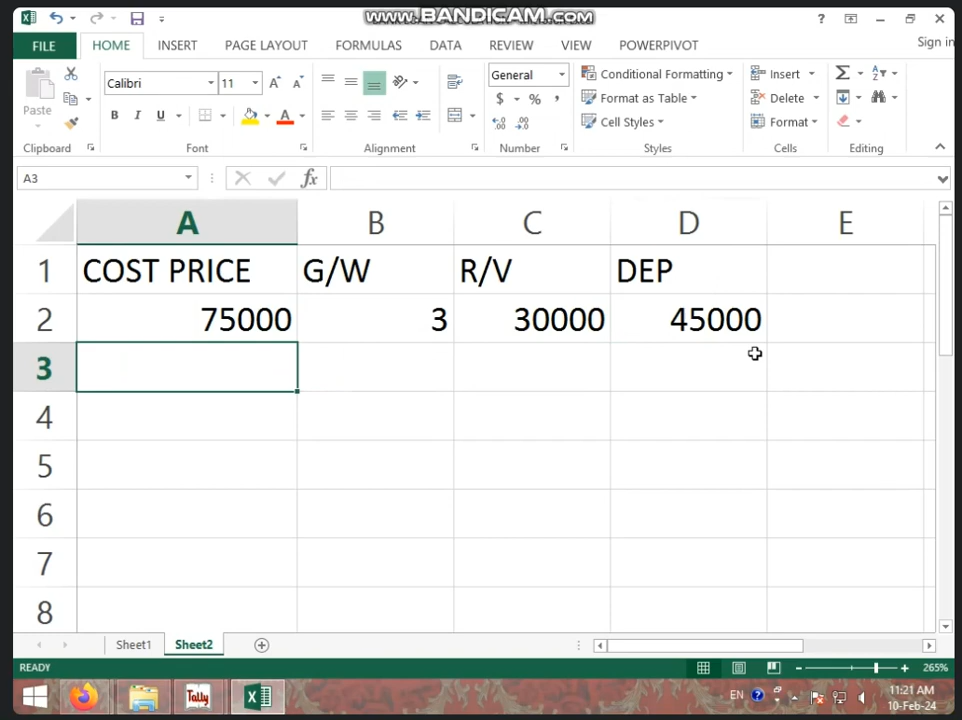 WWW.BANDICAM.COM
Sign in
FILE HOME INSERT PAGE LAYOUT FORMULAS DATA REVIEW VIEW POWERPIVOT
Paste
Calibri 11
B I U A
General
$ % ,
Conditional Formatting
Format as Table
Cell Styles
Insert
Delete
Format
Clipboard Font Alignment Number Styles Cells Editing
A3 fx
A B C D E
1 COST PRICE G/W R/V DEP
2 75000 3 30000 45000
3
4
5
6
7
8
Sheet1 Sheet2
READY 265%
Tally EN 11:21 AM
10-Feb-24